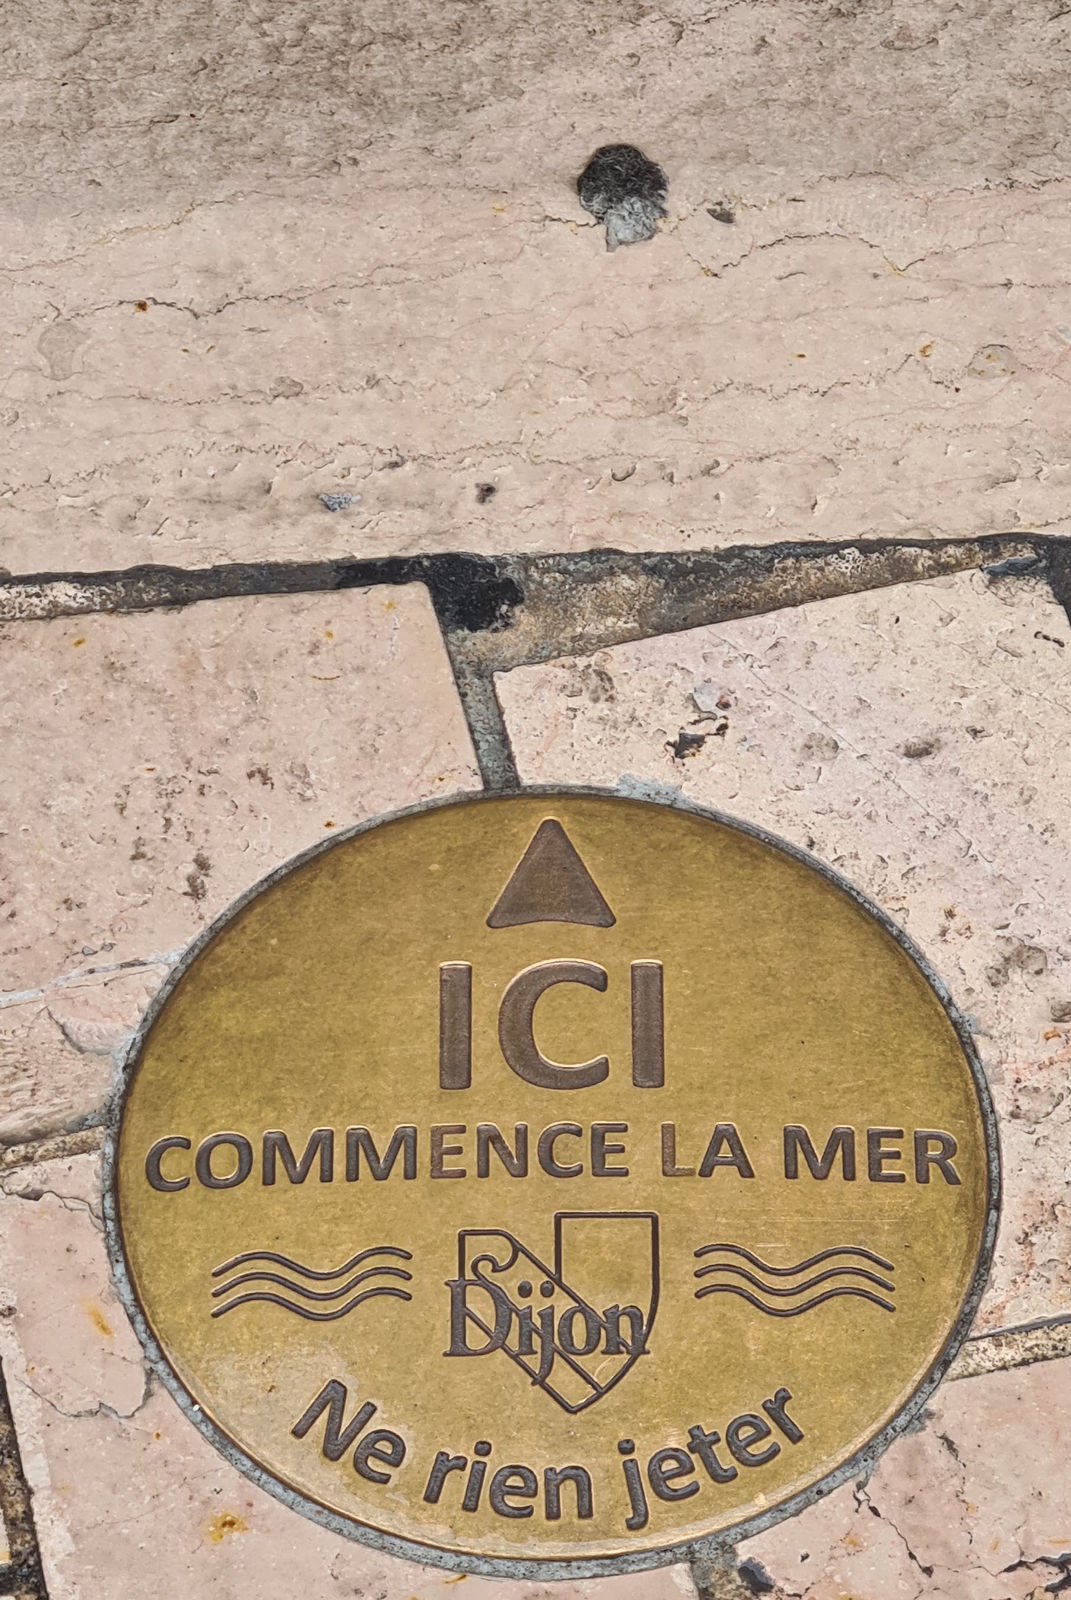 ICI
COMMENCE LA MER
Dijon
Ne rien jeter